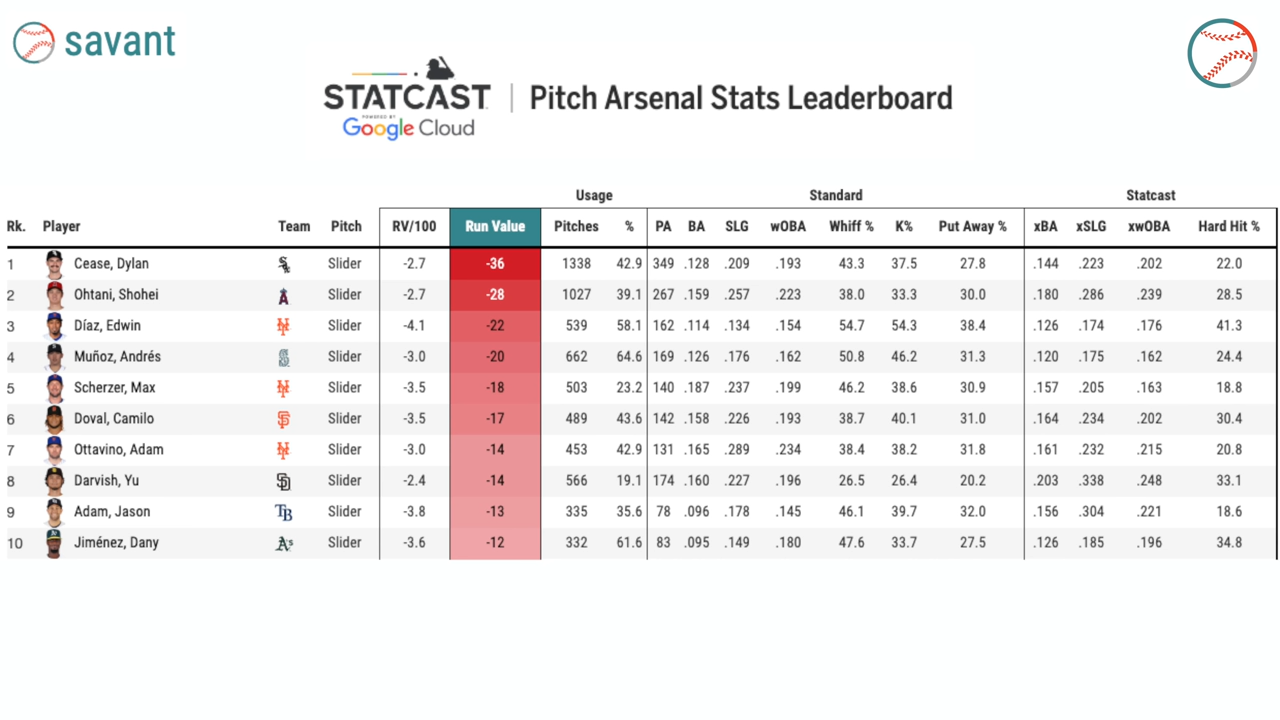 savant
STATCAST | Pitch Arsenal Stats Leaderboard
POWERED BY
Google Cloud
Usage Standard Statcast
Rk. Player Team Pitch RV/100 Run Value Pitches % PA BA SLG wOBA Whiff % K% Put Away % xBA xSLG xwOBA Hard Hit %
1 Cease, Dylan Sox Slider -2.7 -36 1338 42.9 349 .128 .209 .193 43.3 37.5 27.8 .144 .223 .202 22.0
2 Ohtani, Shohei A Slider -2.7 -28 1027 39.1 267 .159 .257 .223 38.0 33.3 30.0 .180 .286 .239 28.5
3 Díaz, Edwin NY Slider -4.1 -22 539 58.1 162 .114 .134 .154 54.7 54.3 38.4 .126 .174 .176 41.3
4 Muñoz, Andrés S Slider -3.0 -20 662 64.6 169 .126 .176 .162 50.8 46.2 31.3 .120 .175 .162 24.4
5 Scherzer, Max NY Slider -3.5 -18 503 23.2 140 .187 .237 .199 46.2 38.6 30.9 .157 .205 .163 18.8
6 Doval, Camilo SF Slider -3.5 -17 489 43.6 142 .158 .226 .193 38.7 40.1 31.0 .164 .234 .202 30.4
7 Ottavino, Adam NY Slider -3.0 -14 453 42.9 131 .165 .289 .234 38.4 38.2 31.8 .161 .232 .215 20.8
8 Darvish, Yu SD Slider -2.4 -14 566 19.1 174 .160 .227 .196 26.5 26.4 20.2 .203 .338 .248 33.1
9 Adam, Jason TB Slider -3.8 -13 335 35.6 78 .096 .178 .145 46.1 39.7 32.0 .156 .304 .221 18.6
10 Jiménez, Dany A's Slider -3.6 -12 332 61.6 83 .095 .149 .180 47.6 33.7 27.5 .126 .185 .196 34.8